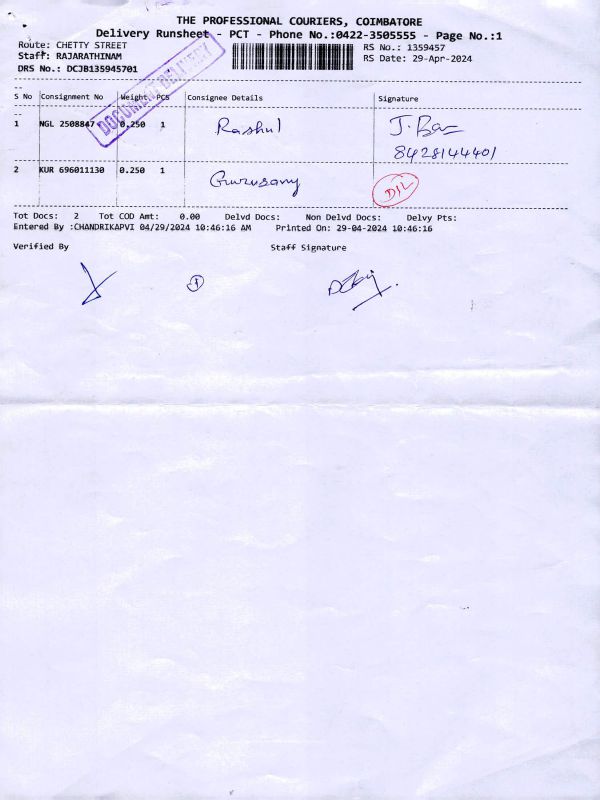 THE PROFESSIONAL COURIERS, COIMBATORE
Delivery Runsheet - PCT - Phone No.:0422-3505555 - Page No.:1
Route: CHETTY STREET
RS No.: 1359457
Staff: RAJARATHINAM
RS Date: 29-Apr-2024
DRS No.: DCJB135945701
DOCUMENT DELIVERY
S No Consignment No Weight PCS Consignee Details Signature
1 NGL 2508847 0.250 1 Rashul J. 
8428144401
2 KUR 696011130 0.250 1 Gurusamy D/L
Tot Docs: 2 Tot COD Amt: 0.00 Delvd Docs: Non Delvd Docs: Delvy Pts:
Entered By :CHANDRIKAPVI 04/29/2024 10:46:16 AM Printed On: 29-04-2024 10:46:16
Verified By Staff Signature
1